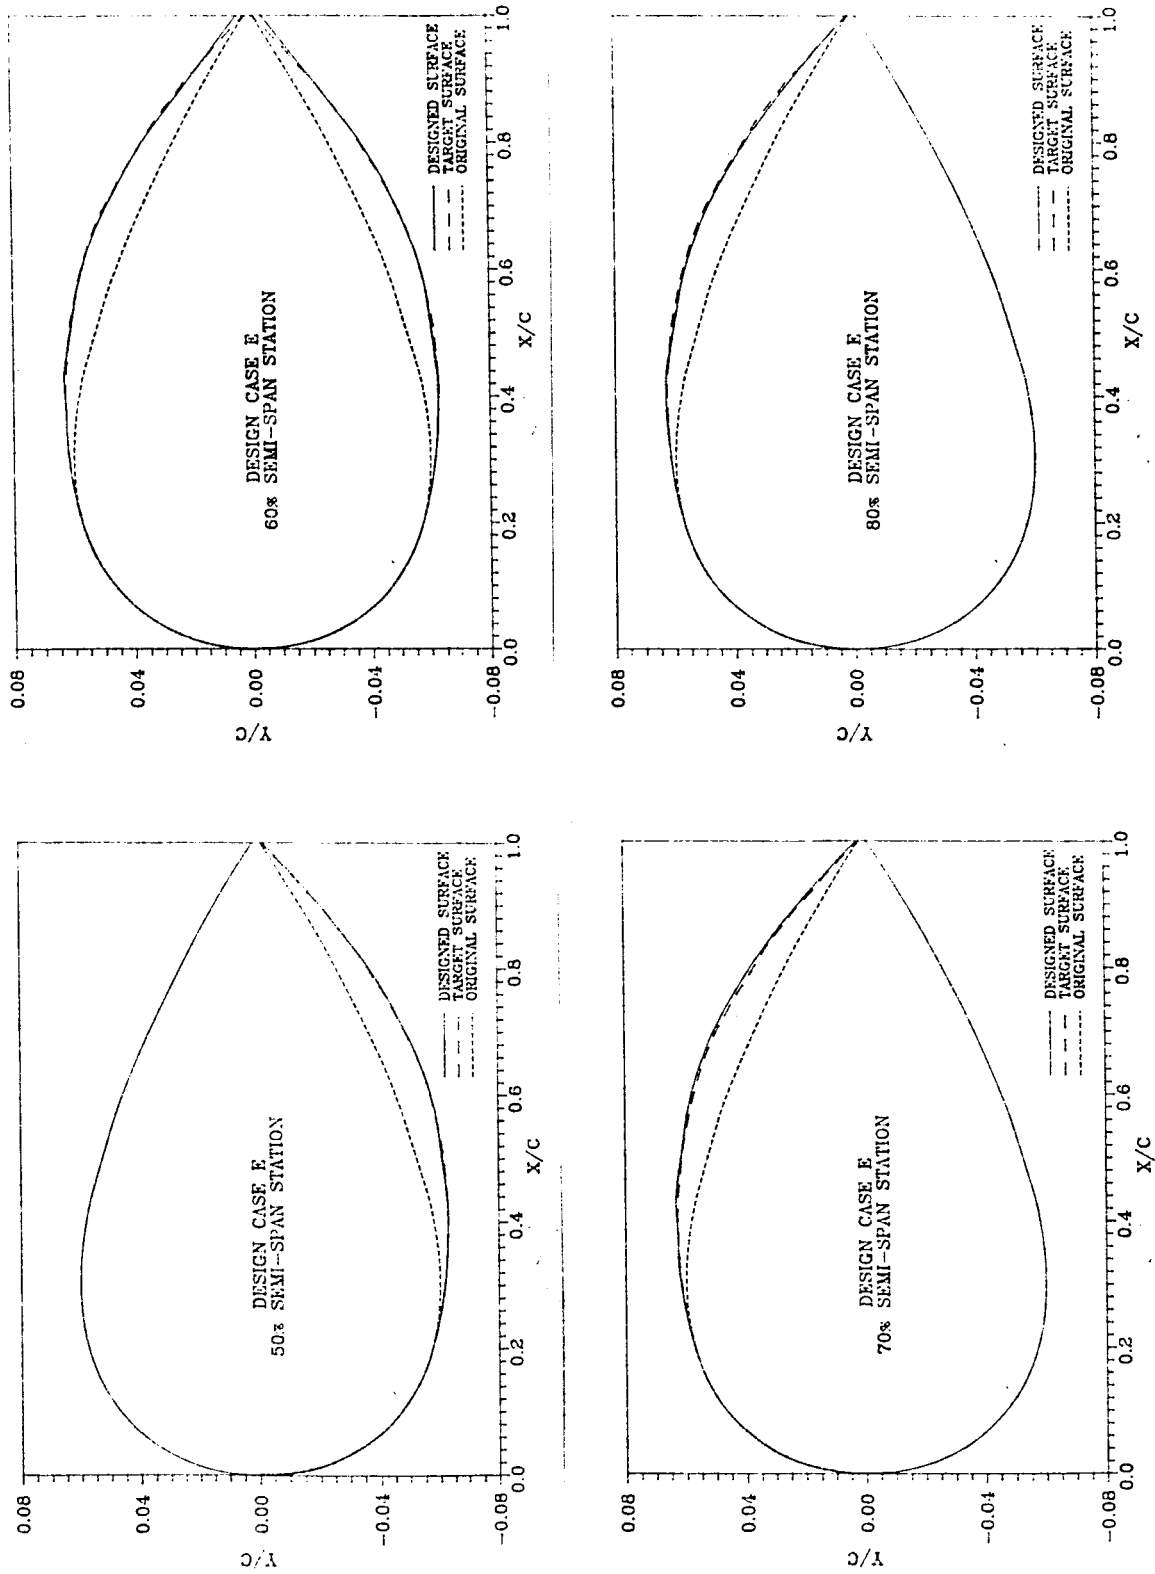 0.08
0.04
0.00
-0.04
-0.08
Y/C
DESIGN CASE E
50% SEMI-SPAN STATION
DESIGNED SURFACE
TARGET SURFACE
ORIGINAL SURFACE
0.0
0.2
0.4
0.6
0.8
1.0
X/C
0.08
0.04
0.00
-0.04
-0.08
Y/C
DESIGN CASE E
60% SEMI-SPAN STATION
DESIGNED SURFACE
TARGET SURFACE
ORIGINAL SURFACE
0.0
0.2
0.4
0.6
0.8
1.0
X/C
0.08
0.04
0.00
-0.04
-0.08
Y/C
DESIGN CASE E
70% SEMI-SPAN STATION
DESIGNED SURFACE
TARGET SURFACE
ORIGINAL SURFACE
0.0
0.2
0.4
0.6
0.8
1.0
X/C
0.08
0.04
0.00
-0.04
-0.08
Y/C
DESIGN CASE E
80% SEMI-SPAN STATION
DESIGNED SURFACE
TARGET SURFACE
ORIGINAL SURFACE
0.0
0.2
0.4
0.6
0.8
1.0
X/C